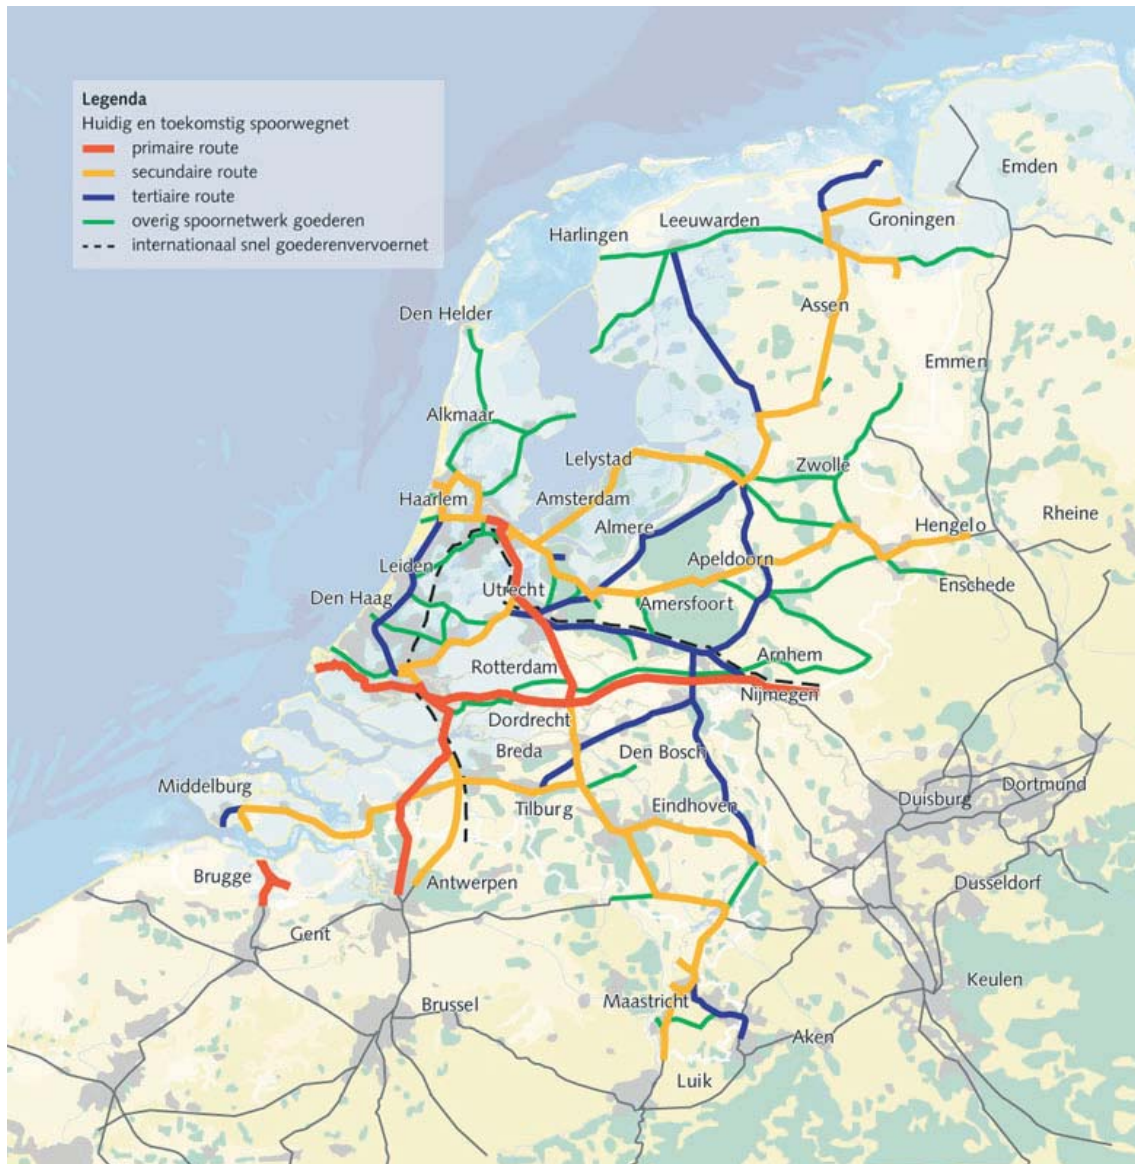 Legenda
Huidig en toekomstig spoorwegnet
primaire route
secundaire route
tertiaire route
overig spoornetwerk goederen
internationaal snel goederenvervoernet
Emden
Leeuwarden
Groningen
Harlingen
Assen
Den Helder
Emmen
Alkmaar
Lelystad
Zwolle
Haarlem
Amsterdam
Rheine
Almere
Hengelo
Apeldoorn
Leiden
Enschede
Utrecht
Den Haag
Amersfoort
Arnhem
Rotterdam
Nijmegen
Dordrecht
Breda
Den Bosch
Middelburg
Dortmund
Duisburg
Tilburg
Eindhoven
Brugge
Antwerpen
Dusseldorf
Gent
Keulen
Brussel
Maastricht
Aken
Luik